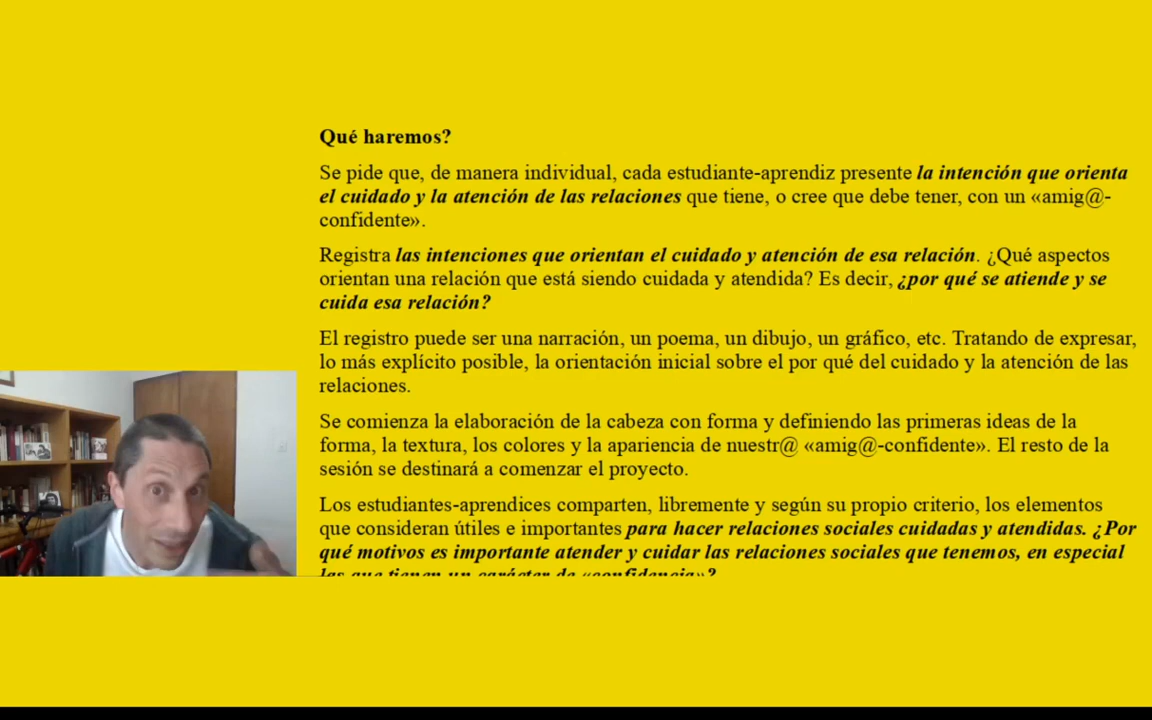 Qué haremos?
Se pide que, de manera individual, cada estudiante-aprendiz presente la intención que orienta
el cuidado y la atención de las relaciones que tiene, o cree que debe tener, con un «amig@-
confidente».
Registra las intenciones que orientan el cuidado y atención de esa relación. ¿Qué aspectos
orientan una relación que está siendo cuidada y atendida? Es decir, ¿por qué se atiende y se
cuida esa relación?
El registro puede ser una narración, un poema, un dibujo, un gráfico, etc. Tratando de expresar,
lo más explícito posible, la orientación inicial sobre el por qué del cuidado y la atención de las
relaciones.
Se comienza la elaboración de la cabeza con forma y definiendo las primeras ideas de la
forma, la textura, los colores y la apariencia de nuestr@ «amig@-confidente». El resto de la
sesión se destinará a comenzar el proyecto.
Los estudiantes-aprendices comparten, libremente y según su propio criterio, los elementos
que consideran útiles e importantes para hacer relaciones sociales cuidadas y atendidas. ¿Por
qué motivos es importante atender y cuidar las relaciones sociales que tenemos, en especial
las que tienen un carácter de «confidencia»?